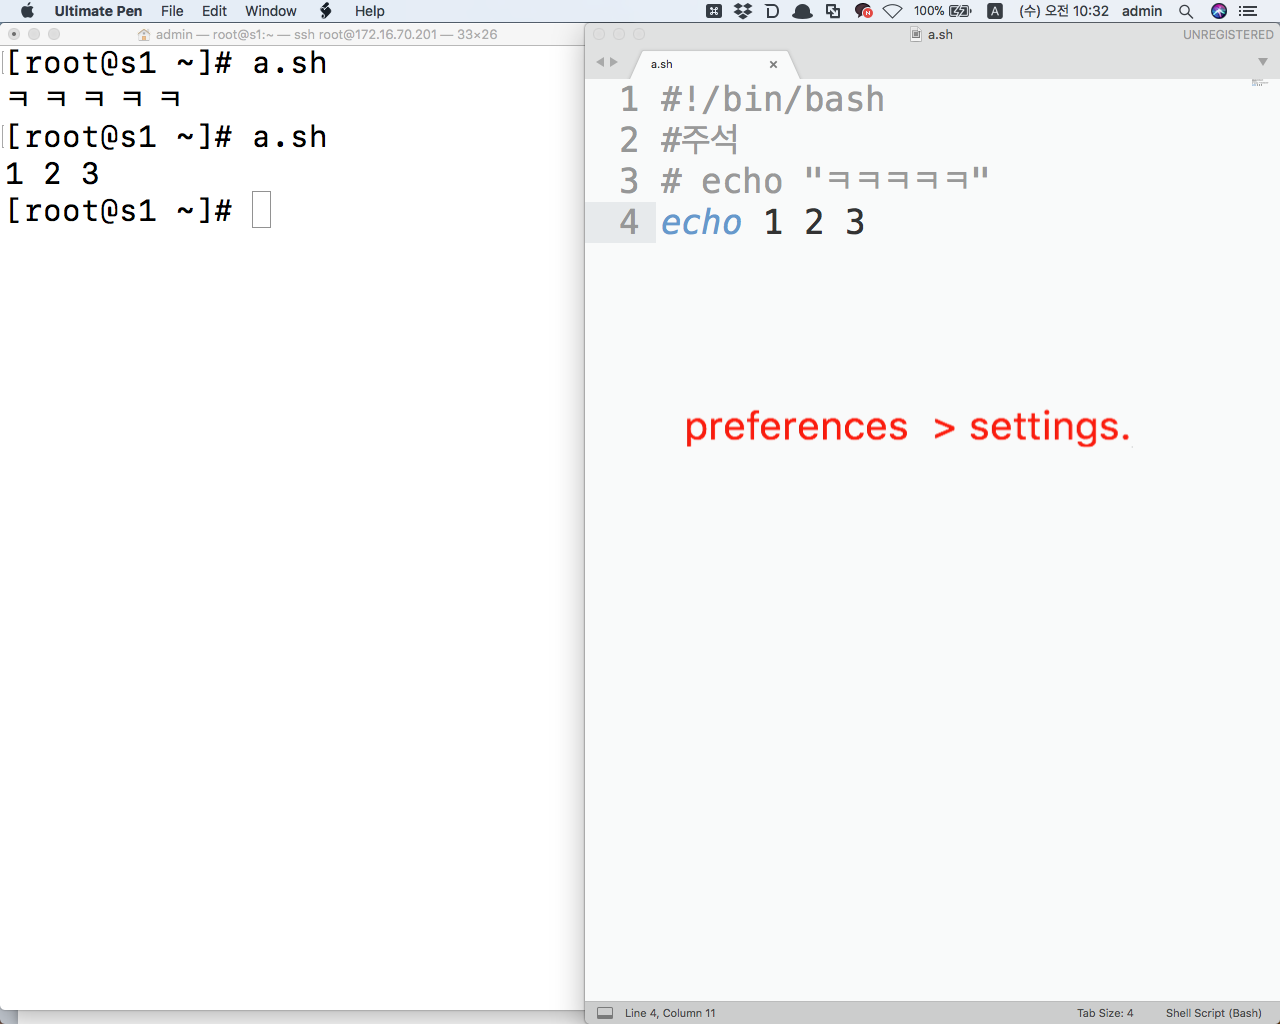 Ultimate Pen File Edit Window Help 100% A (수) 오전 10:32 admin
admin — root@s1:~ — ssh root@172.16.70.201 — 33×26
[root@s1 ~]# a.sh
ㅋㅋㅋㅋㅋ
[root@s1 ~]# a.sh
1 2 3
[root@s1 ~]#
a.sh UNREGISTERED
a.sh
1 #!/bin/bash
2 #주석
3 # echo "ㅋㅋㅋㅋㅋ"
4 echo 1 2 3
preferences > settings.
Line 4, Column 11 Tab Size: 4 Shell Script (Bash)